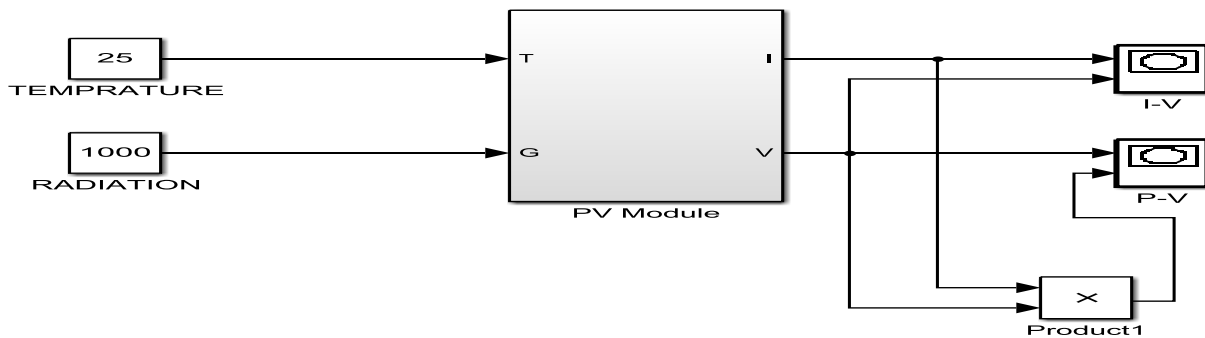 25
TEMPRATURE
1000
RADIATION
T
G
I
V
PV Module
I-V
P-V
×
Product1